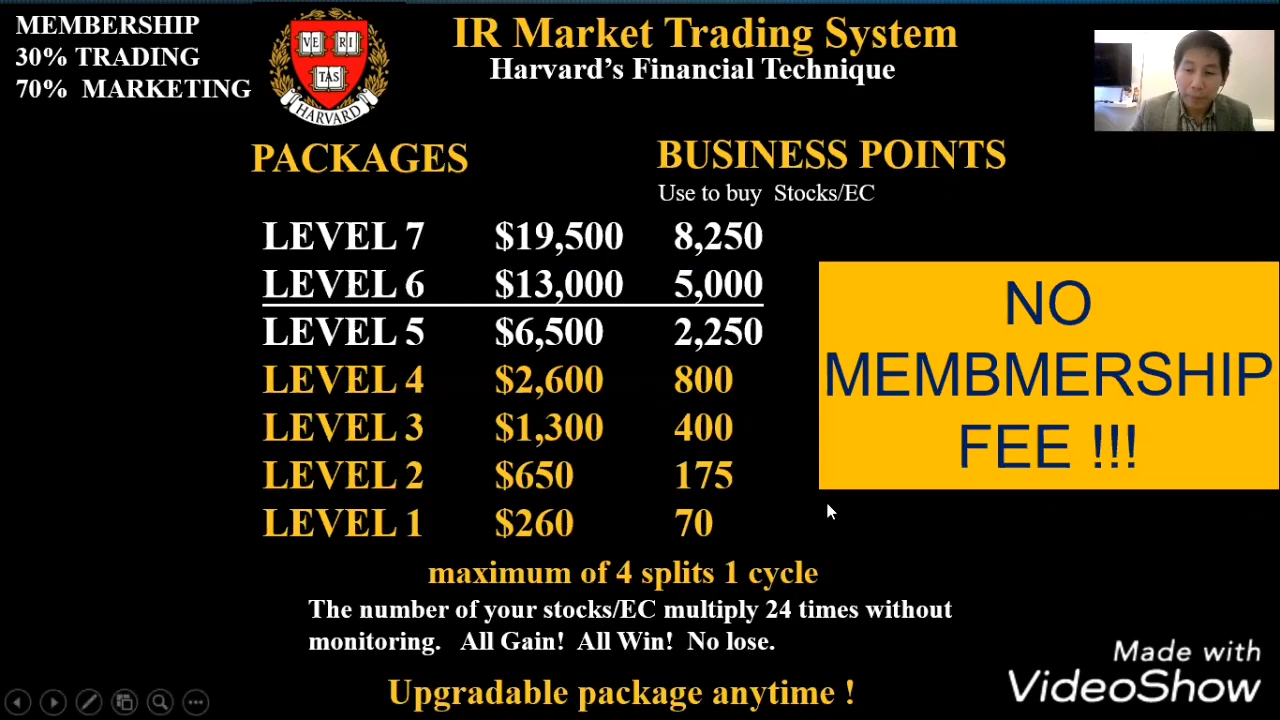 MEMBERSHIP
30% TRADING
70% MARKETING
VE RI
TAS
HARVARD
IR Market Trading System
Harvard's Financial Technique
PACKAGES
BUSINESS POINTS
Use to buy Stocks/EC
LEVEL 7 $19,500 8,250
LEVEL 6 $13,000 5,000
LEVEL 5 $6,500 2,250
LEVEL 4 $2,600 800
LEVEL 3 $1,300 400
LEVEL 2 $650 175
LEVEL 1 $260 70
NO
MEMBMERSHIP
FEE !!!
maximum of 4 splits 1 cycle
The number of your stocks/EC multiply 24 times without
monitoring. All Gain! All Win! No lose.
Upgradable package anytime !
Made with
VideoShow